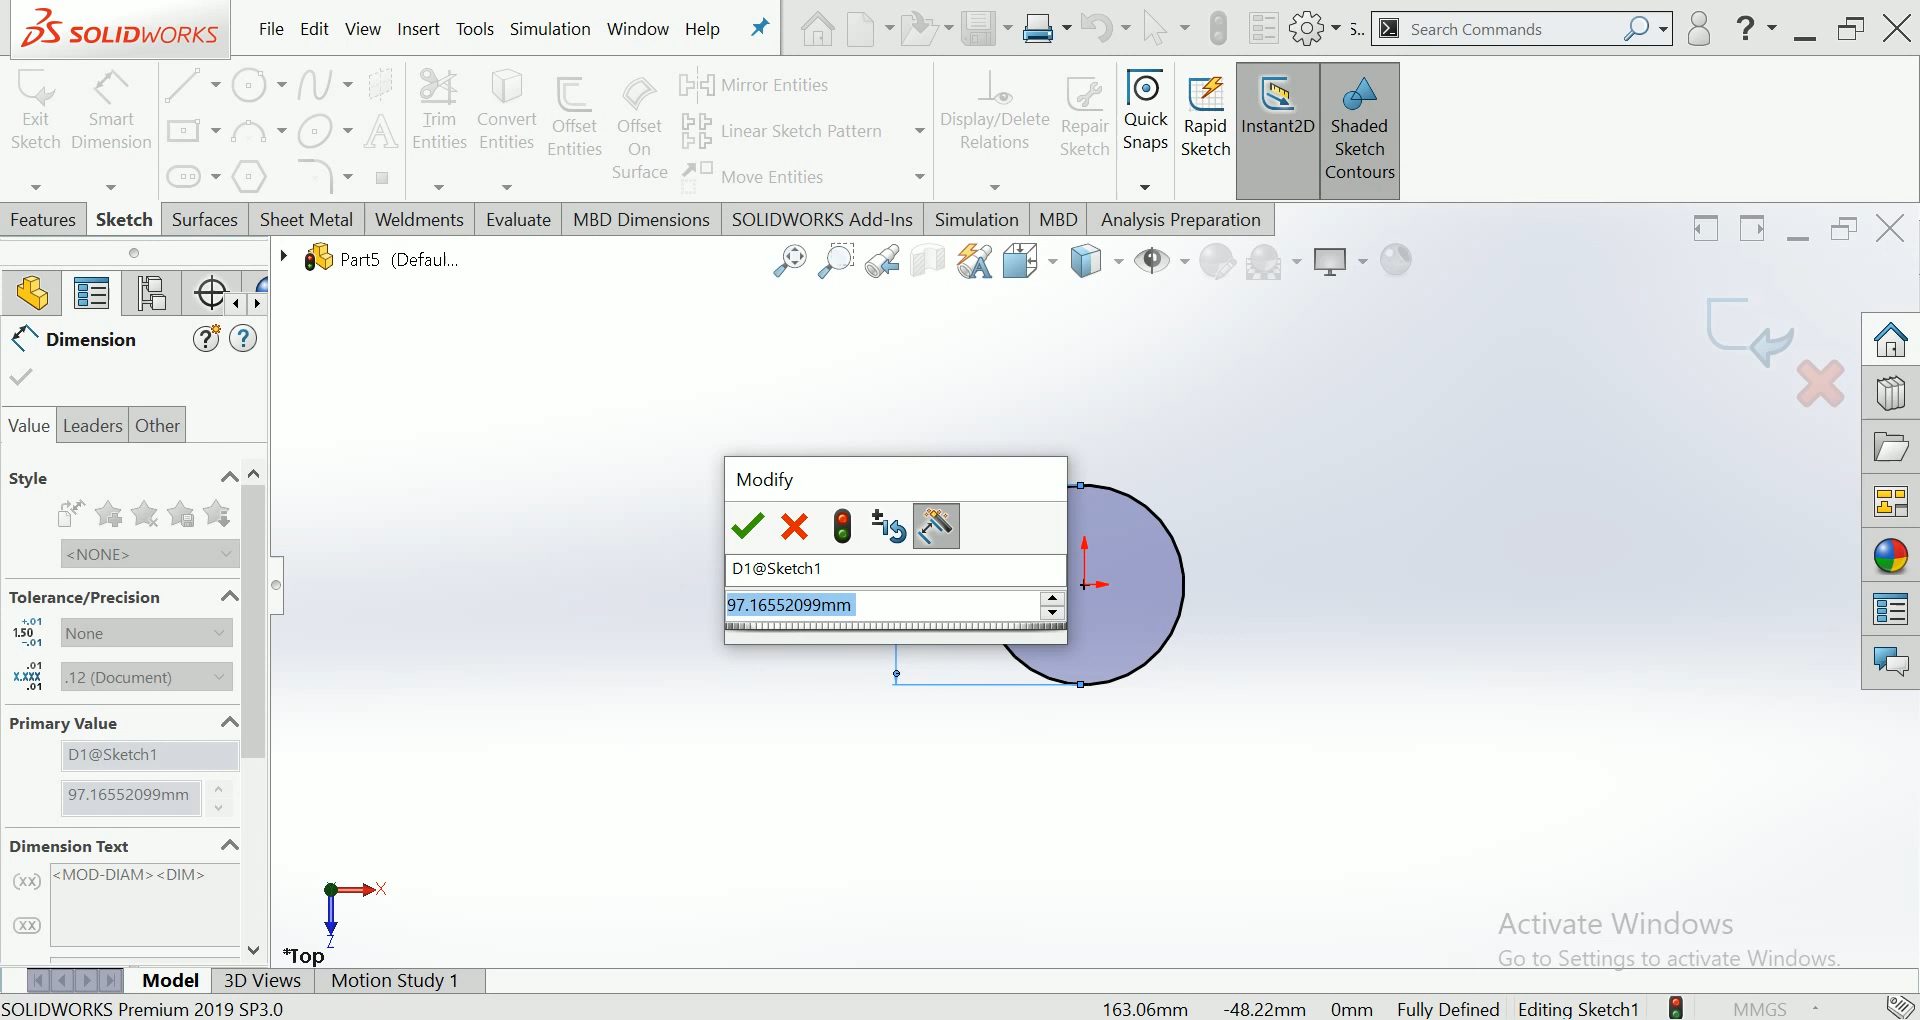 SOLIDWORKS File Edit View Insert Tools Simulation Window Help S.. Search Commands ?
Exit Sketch
Smart Dimension
Trim Entities
Convert Entities
Offset Entities
Offset On Surface
Mirror Entities
Linear Sketch Pattern
Move Entities
Display/Delete Relations
Repair Sketch
Quick Snaps
Rapid Sketch
Instant2D
Shaded Sketch Contours
Features Sketch Surfaces Sheet Metal Weldments Evaluate MBD Dimensions SOLIDWORKS Add-Ins Simulation MBD Analysis Preparation
Part5 (Defaul...
Dimension
Value Leaders Other
Style
<NONE>
Tolerance/Precision
+.01
1.50
-.01
None
.01
X.XXX
.01
.12 (Document)
Primary Value
D1@Sketch1
97.16552099mm
Dimension Text
(xx)
<MOD-DIAM><DIM>
(xx)
Modify
D1@Sketch1
97.16552099mm
X
Z
*Top
Activate Windows
Go to Settings to activate Windows.
Model 3D Views Motion Study 1
SOLIDWORKS Premium 2019 SP3.0 163.06mm -48.22mm 0mm Fully Defined Editing Sketch1 MMGS